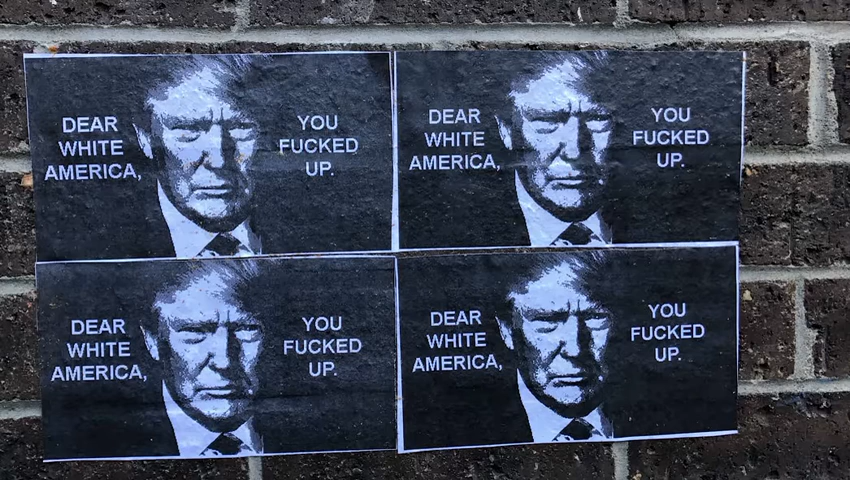 DEAR
WHITE
AMERICA,
YOU
FUCKED
UP.
DEAR
WHITE
AMERICA,
YOU
FUCKED
UP.
DEAR
WHITE
AMERICA,
YOU
FUCKED
UP.
DEAR
WHITE
AMERICA,
YOU
FUCKED
UP.